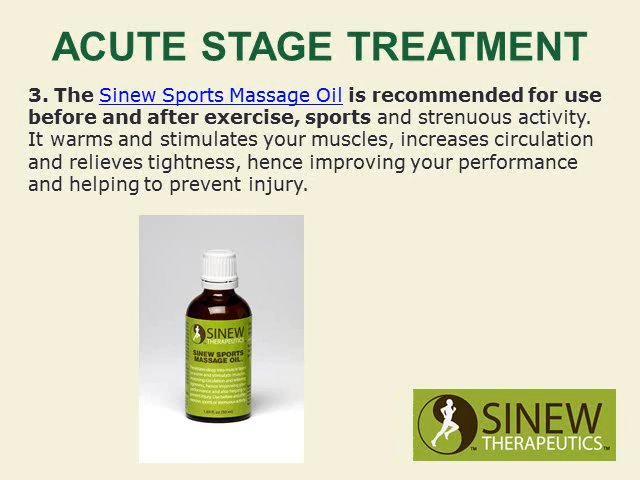 ACUTE STAGE TREATMENT
3. The Sinew Sports Massage Oil is recommended for use
before and after exercise, sports and strenuous activity.
It warms and stimulates your muscles, increases circulation
and relieves tightness, hence improving your performance
and helping to prevent injury.
SINEW
THERAPEUTICS
SINEW SPORTS
MASSAGE OIL
SINEW
™ THERAPEUTICS™